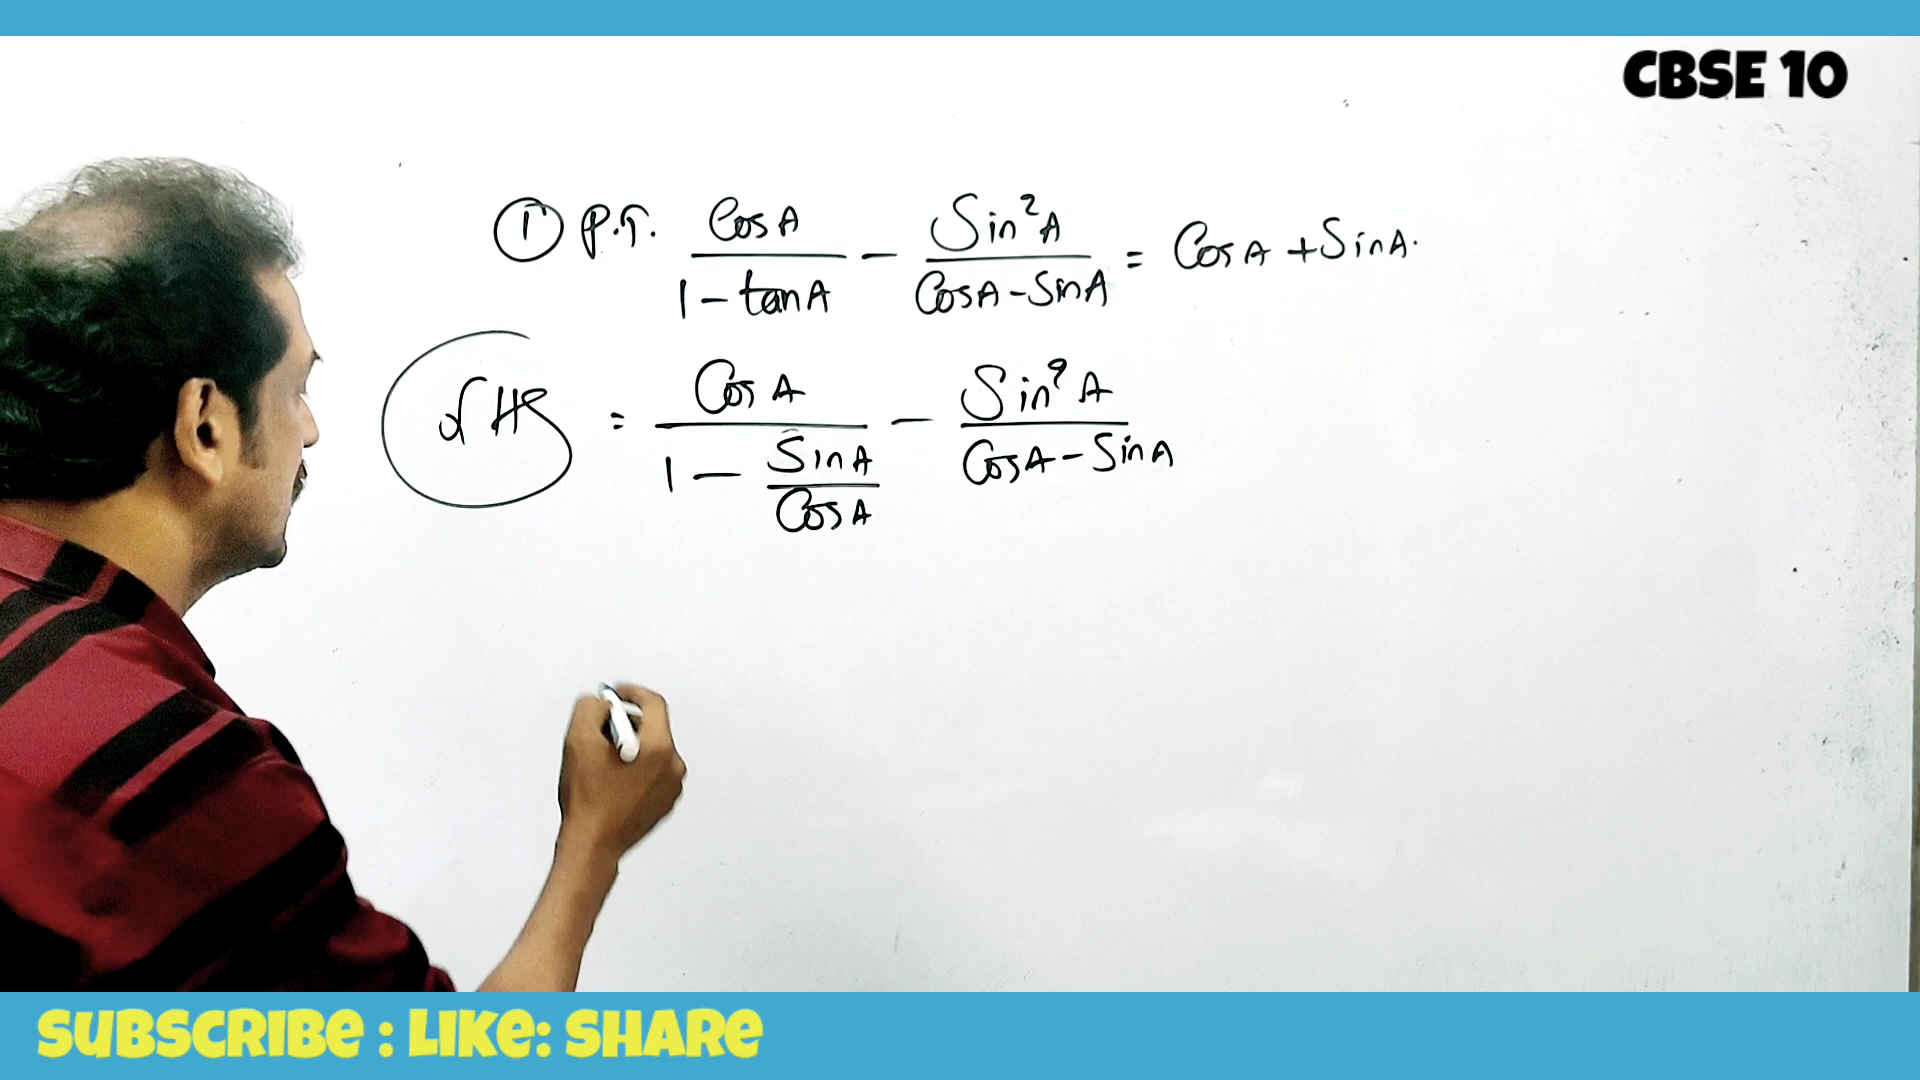 CBSE 10
① P.T. CosA / 1 - tanA - Sin²A / CosA - SinA = CosA + SinA.
LHS = CosA / 1 - SinA / CosA - Sin²A / CosA - SinA
SUBSCRIBE : LIKE: SHARE